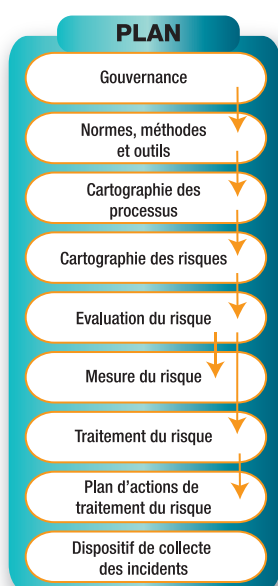 PLAN
Gouvernance
Normes, méthodes
et outils
Cartographie des
processus
Cartographie des risques
Evaluation du risque
Mesure du risque
Traitement du risque
Plan d'actions de
traitement du risque
Dispositif de collecte
des incidents